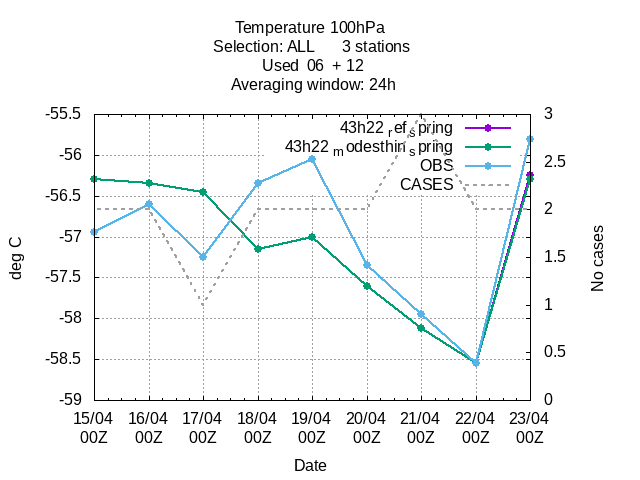 Temperature 100hPa
Selection: ALL 3 stations
Used 06 + 12
Averaging window: 24h
-55.5 3
43h22 ref spring
43h22 modesthir spring
-56 2.5
OBS
CASES
-56.5 2
-57 1.5
deg C No cases
-57.5 1
-58
-58.5 0.5
-59 0
15/04 16/04 17/04 18/04 19/04 20/04 21/04 22/04 23/04
00Z 00Z 00Z 00Z 00Z 00Z 00Z 00Z 00Z
Date